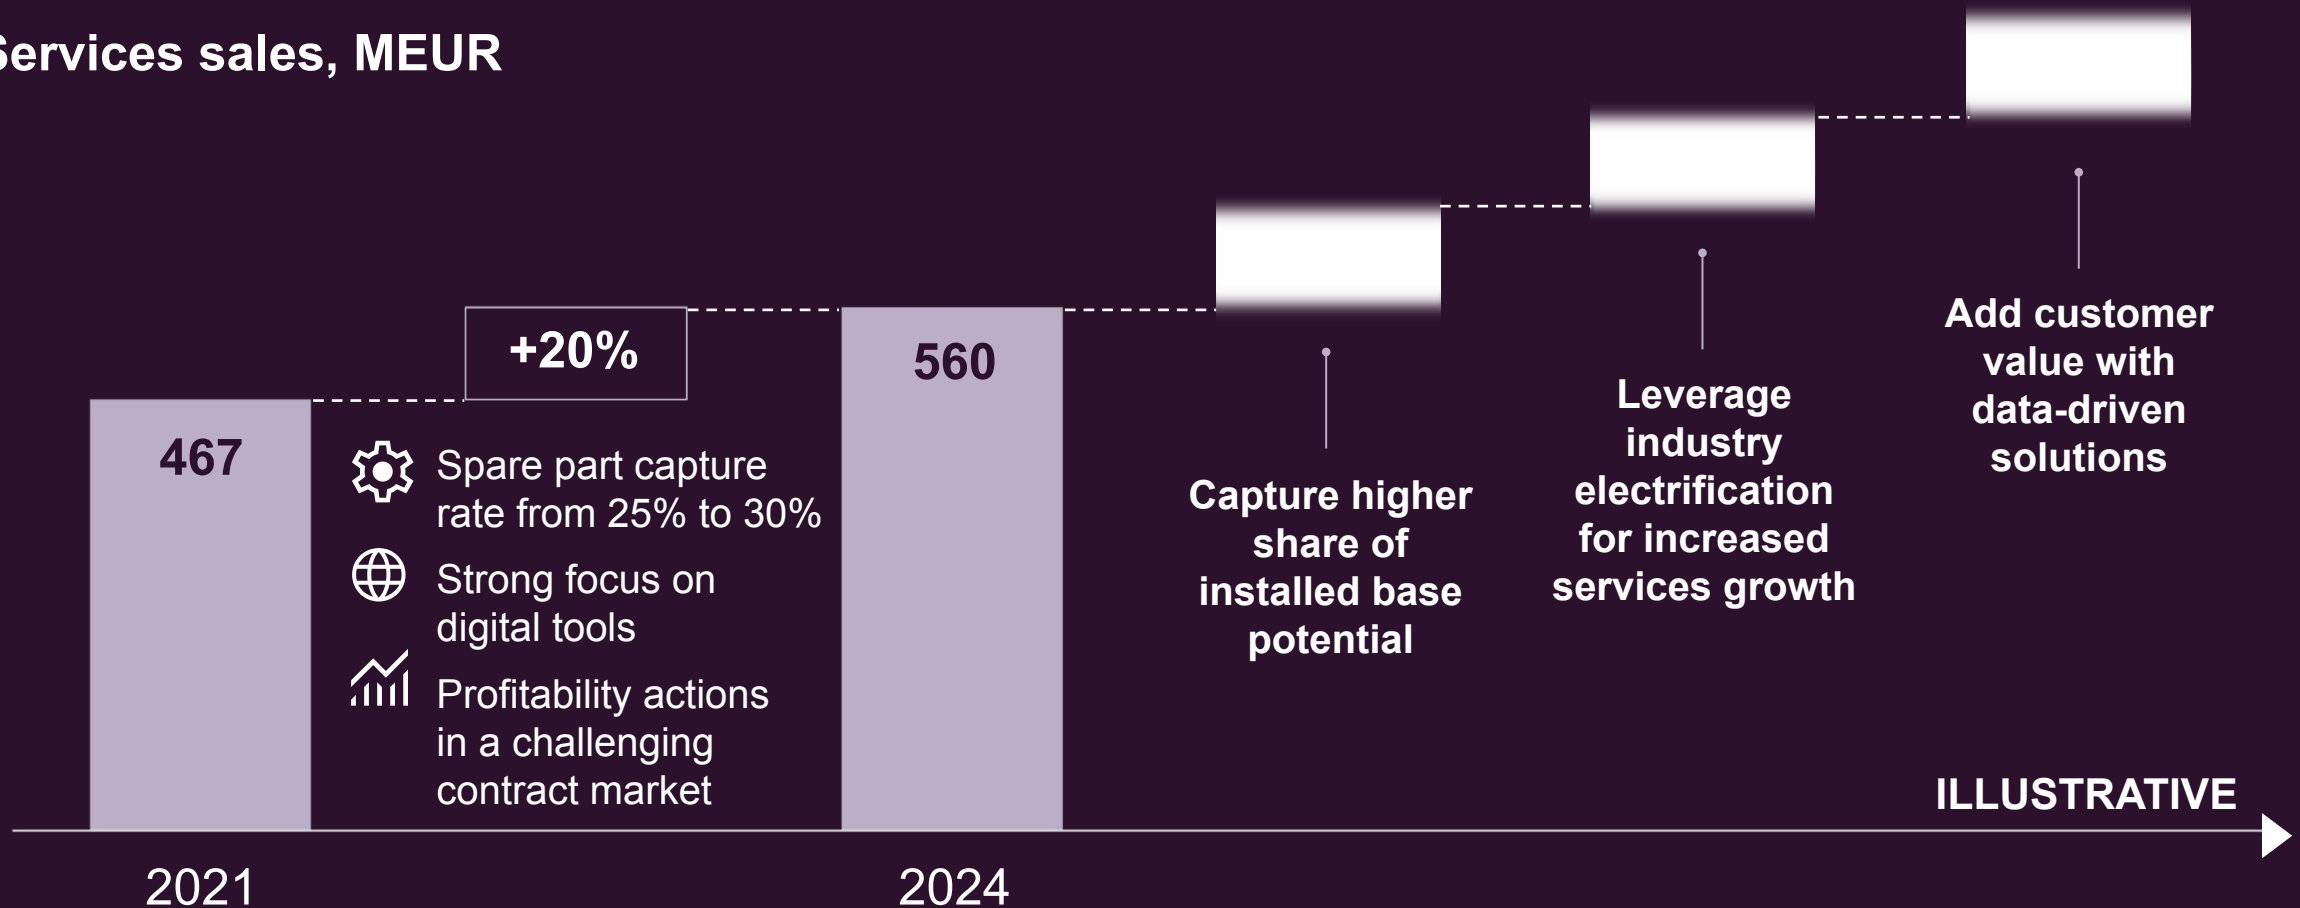 Services sales, MEUR
467
+20%
Spare part capture
rate from 25% to 30%
Strong focus on
digital tools
Profitability actions
in a challenging
contract market
560
Capture higher
share of
installed base
potential
Leverage
industry
electrification
for increased
services growth
Add customer
value with
data-driven
solutions
ILLUSTRATIVE
2021
2024